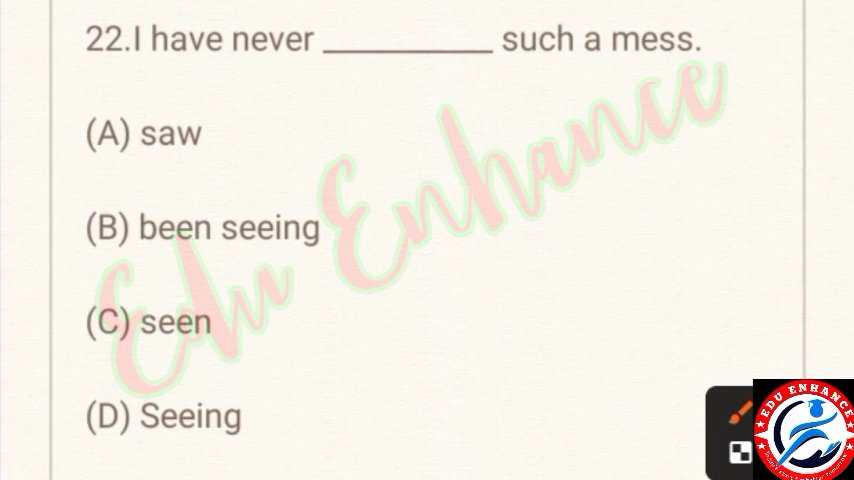 22.I have never __________ such a mess.
(A) saw
(B) been seeing
(C) seen
(D) Seeing
Edu Enhance
EDU ENHANCE